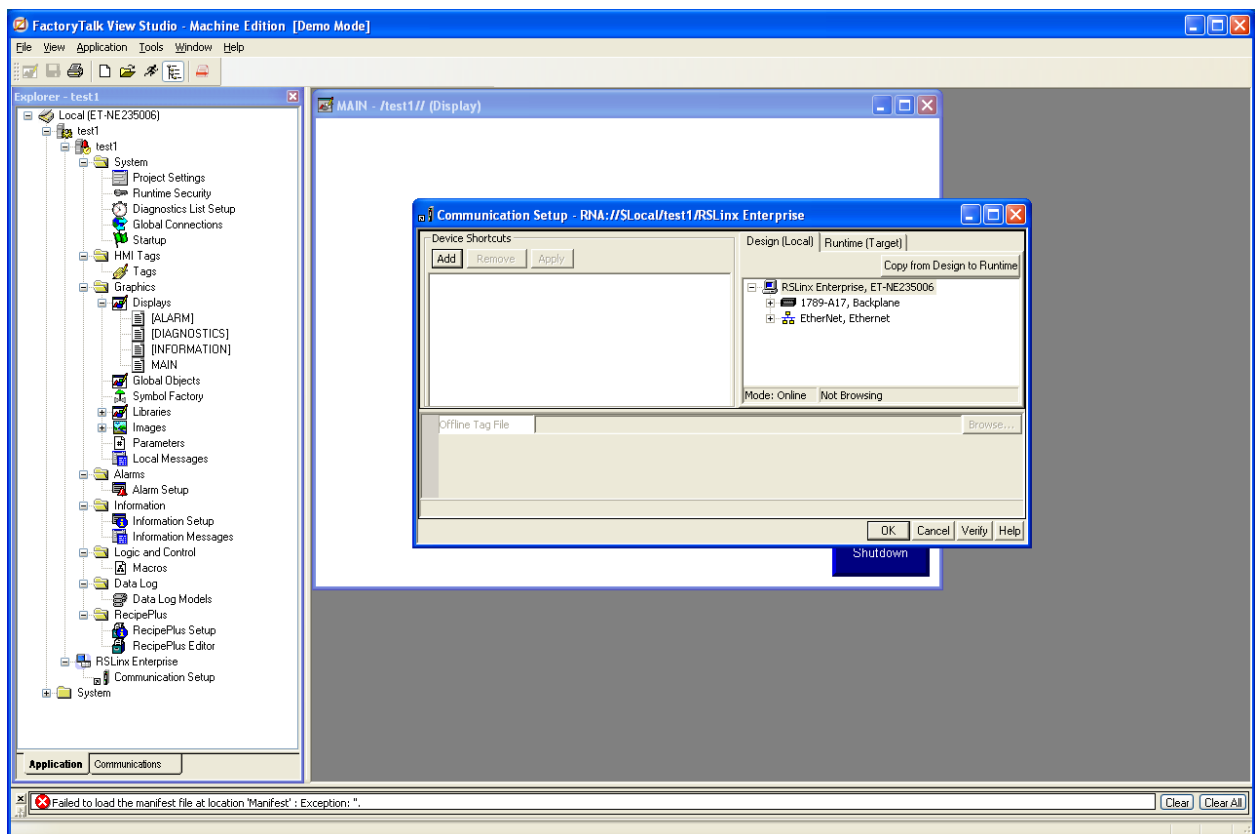 FactoryTalk View Studio - Machine Edition [Demo Mode]
File View Application Tools Window Help
Explorer - test1
Local (ET-NE235006)
test1
test1
System
Project Settings
Runtime Security
Diagnostics List Setup
Global Connections
Startup
HMI Tags
Tags
Graphics
Displays
[ALARM]
[DIAGNOSTICS]
[INFORMATION]
MAIN
Global Objects
Symbol Factory
Libraries
Images
Parameters
Local Messages
Alarms
Alarm Setup
Information
Information Setup
Information Messages
Logic and Control
Macros
Data Log
Data Log Models
RecipePlus
RecipePlus Setup
RecipePlus Editor
RSLinx Enterprise
Communication Setup
System
Application Communications
MAIN - /test1// (Display)
Communication Setup - RNA://$Local/test1/RSLinx Enterprise
Device Shortcuts
Add Remove Apply
Design (Local) Runtime (Target)
Copy from Design to Runtime
RSLinx Enterprise, ET-NE235006
1789-A17, Backplane
EtherNet, Ethernet
Mode: Online Not Browsing
Offline Tag File
Browse...
OK Cancel Verify Help
Shutdown
Failed to load the manifest file at location 'Manifest' : Exception: ''.
Clear Clear All